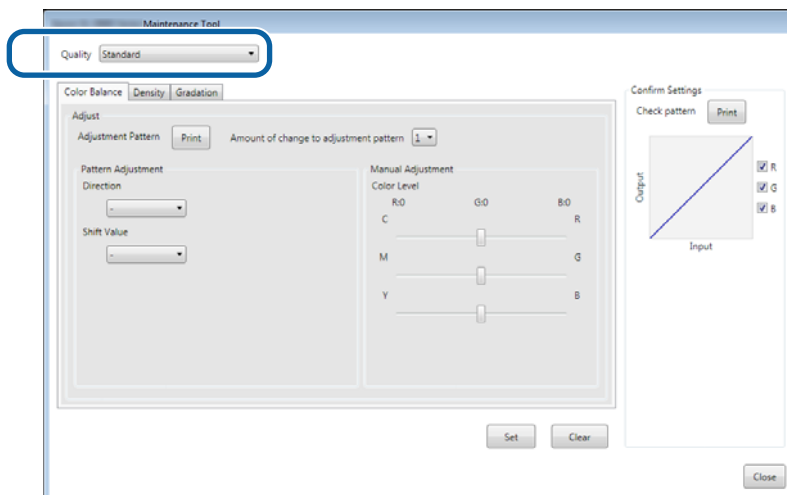 Maintenance Tool
Quality Standard
Color Balance Density Gradation
Adjust
Adjustment Pattern Print Amount of change to adjustment pattern 1
Pattern Adjustment
Direction
-
Shift Value
-
Manual Adjustment
Color Level
R:0 G:0 B:0
C R
M G
Y B
Confirm Settings
Check pattern Print
Output
Input
R
G
B
Set Clear
Close